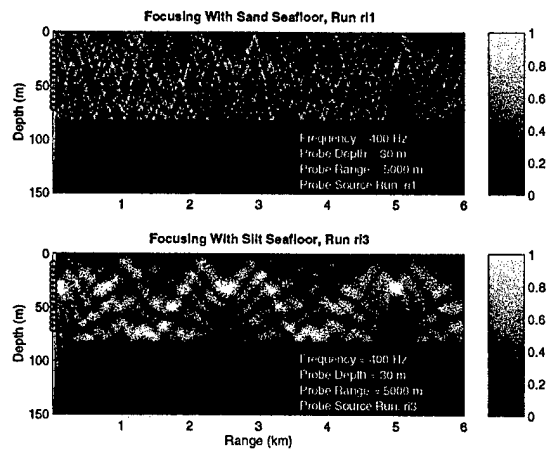 Focusing With Sand Seafloor, Run ri1
0
50
100
150
Depth (m)
Frequency = 400 Hz
Probe Depth = 30 m
Probe Range = 5000 m
Probe Source Run: ri1
1 2 3 4 5 6
1
0.8
0.6
0.4
0.2
0
Focusing With Silt Seafloor, Run ri3
0
50
100
150
Depth (m)
Frequency = 400 Hz
Probe Depth = 30 m
Probe Range = 5000 m
Probe Source Run: ri3
1 2 3 4 5 6
Range (km)
1
0.8
0.6
0.4
0.2
0